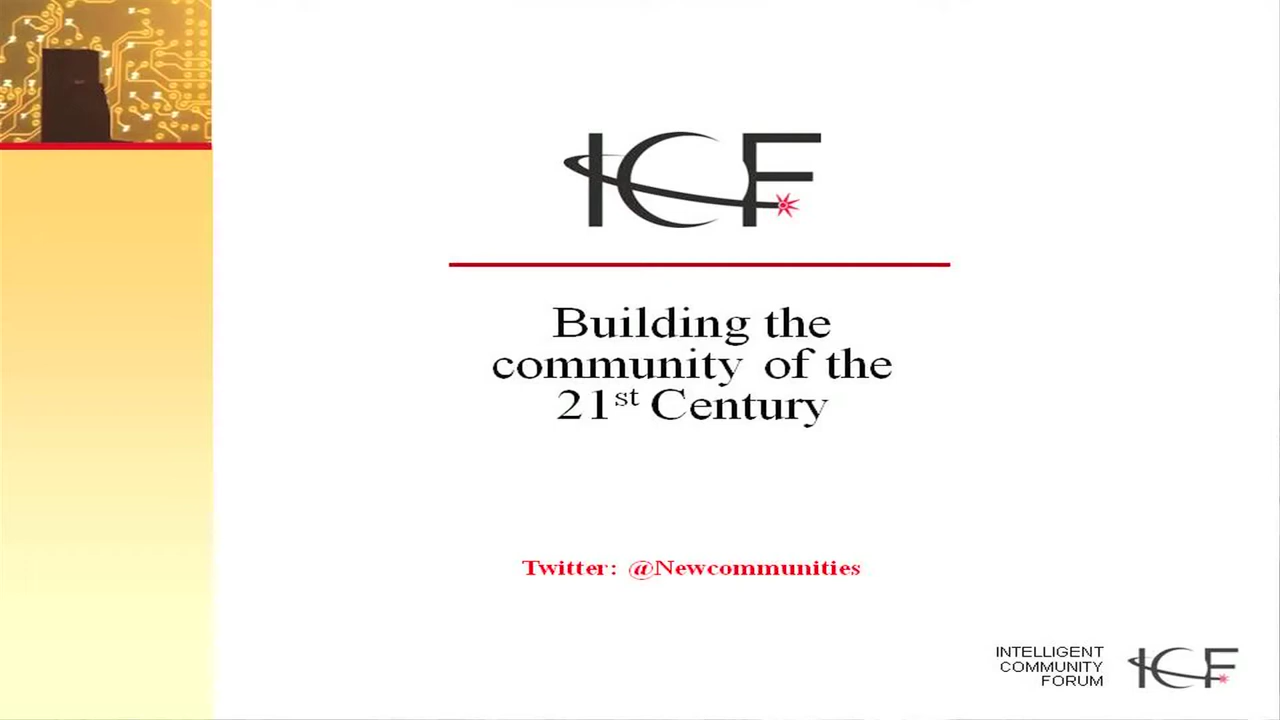 ICF
Building the
community of the
21st Century
Twitter: @Newcommunities
INTELLIGENT
COMMUNITY
FORUM
ICF